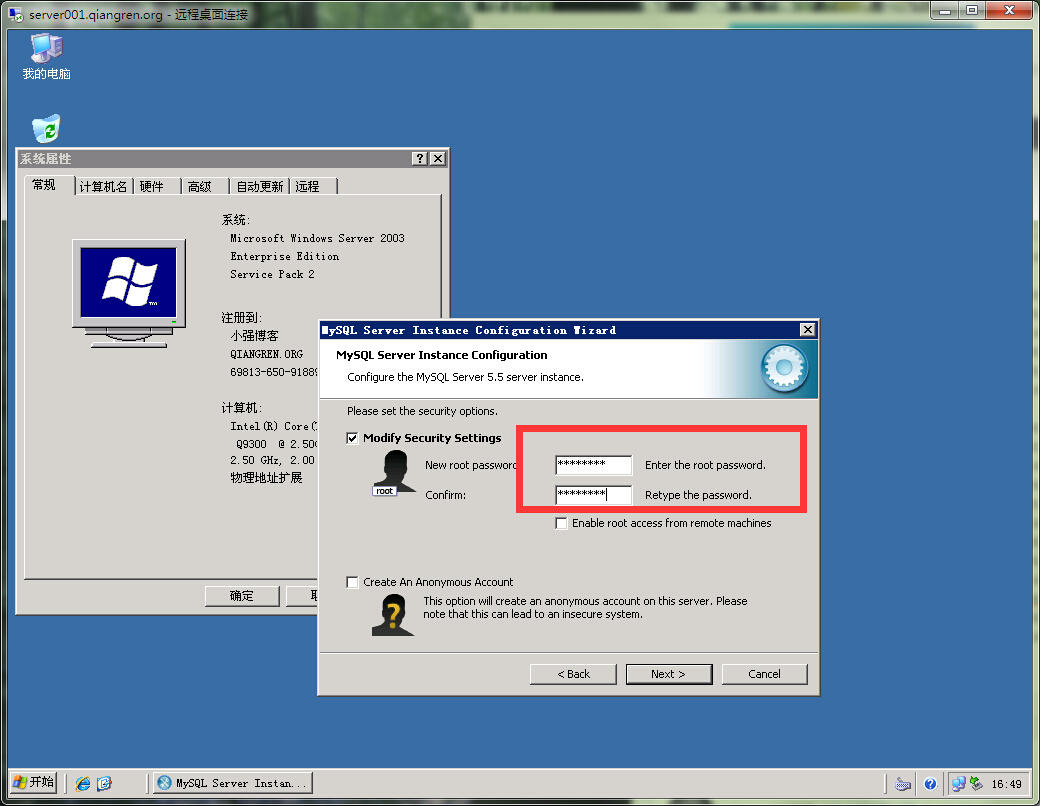 server001.qiangren.org - 远程桌面连接
我的电脑
系统属性
常规
计算机名
硬件
高级
自动更新
远程
系统:
Microsoft Windows Server 2003
Enterprise Edition
Service Pack 2
注册到:
小强博客
QIANGREN.ORG
69813-650-91889
计算机:
Intel(R) Core(
Q9300 @ 2.50
2.50 GHz, 2.00
物理地址扩展
确定
MySQL Server Instance Configuration Wizard
MySQL Server Instance Configuration
Configure the MySQL Server 5.5 server instance.
Please set the security options.
Modify Security Settings
root
New root password
********
Enter the root password.
Confirm:
********
Retype the password.
Enable root access from remote machines
Create An Anonymous Account
This option will create an anonymous account on this server. Please
note that this can lead to an insecure system.
< Back
Next >
Cancel
开始
MySQL Server Instan...
16:49